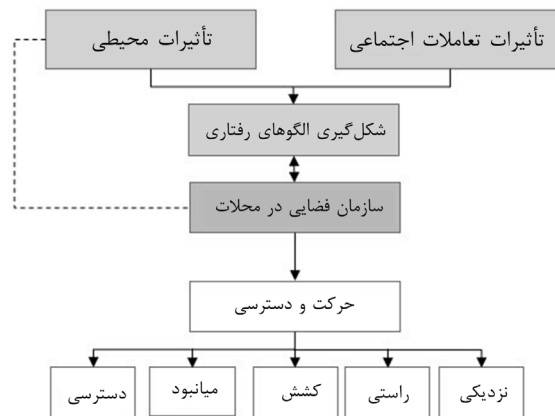 تأثیرات تعاملات اجتماعی
تأثیرات محیطی
شکل‌گیری الگوهای رفتاری
سازمان فضایی در محلات
حرکت و دسترسی
نزدیکی
راستی
کشش
میانبود
دسترسی